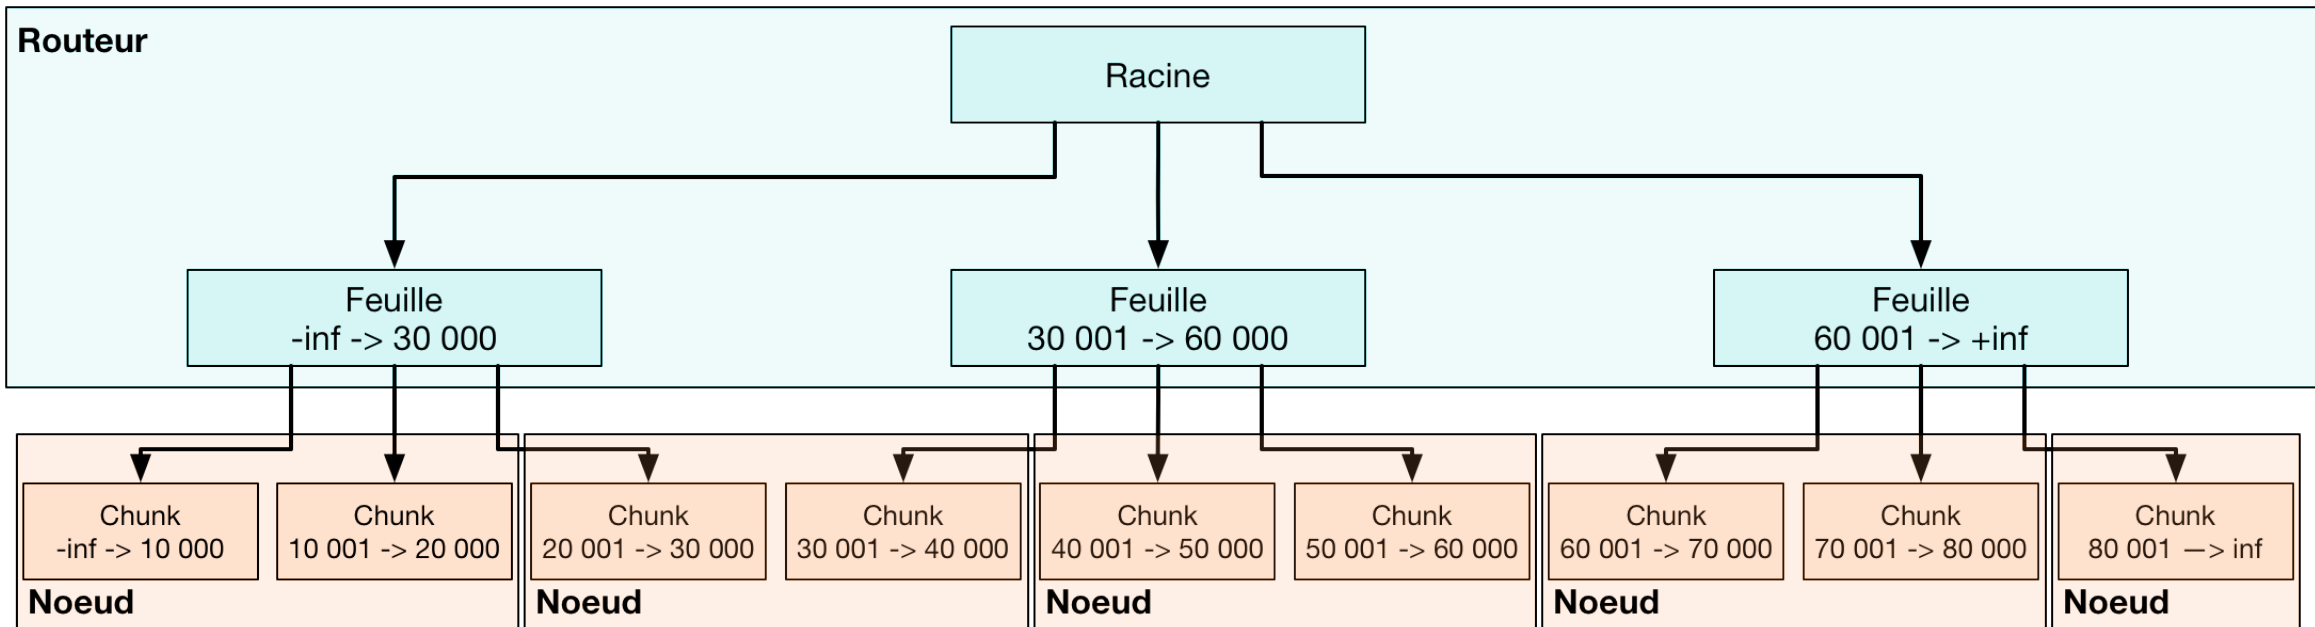 Routeur
Racine
Feuille
-inf -> 30 000
Feuille
30 001 -> 60 000
Feuille
60 001 -> +inf
Chunk
-inf -> 10 000
Chunk
10 001 -> 20 000
Chunk
20 001 -> 30 000
Chunk
30 001 -> 40 000
Chunk
40 001 -> 50 000
Chunk
50 001 -> 60 000
Chunk
60 001 -> 70 000
Chunk
70 001 -> 80 000
Chunk
80 001 —> inf
Noeud
Noeud
Noeud
Noeud
Noeud